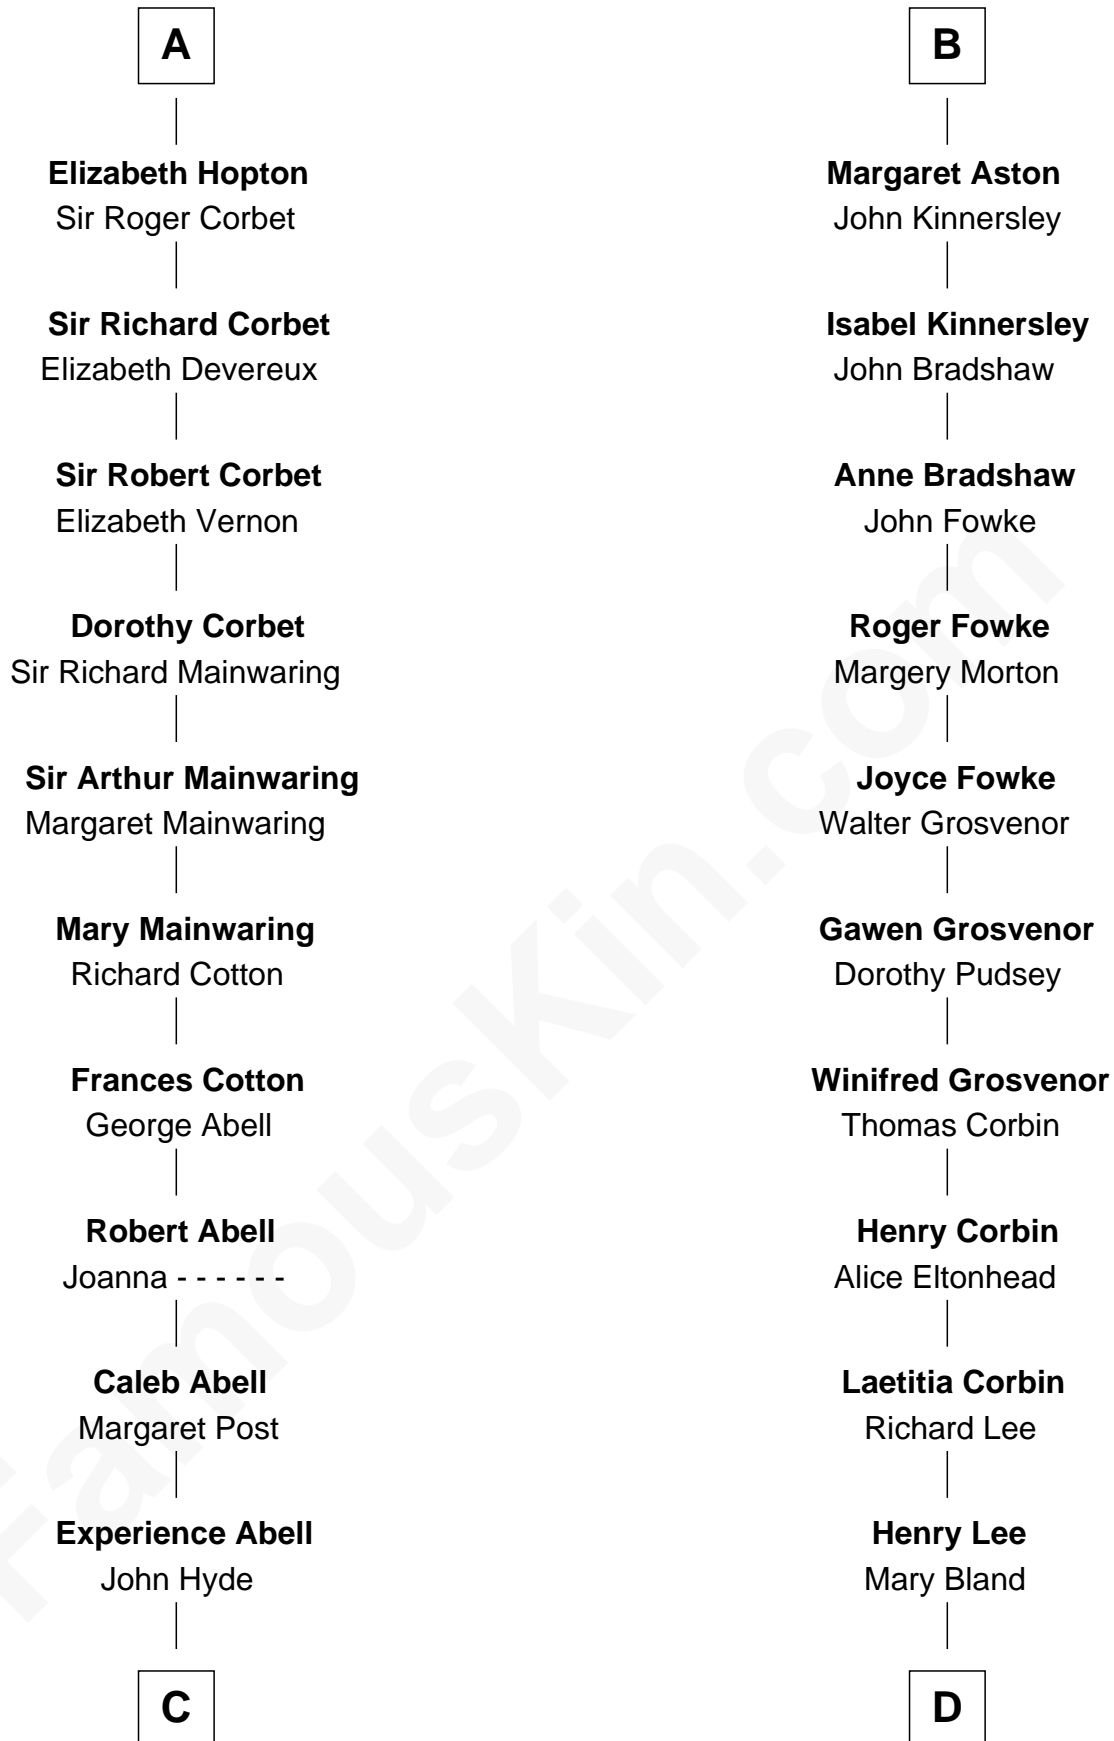 A
Elizabeth Hopton
Sir Roger Corbet
Sir Richard Corbet
Elizabeth Devereux
Sir Robert Corbet
Elizabeth Vernon
Dorothy Corbet
Sir Richard Mainwaring
Sir Arthur Mainwaring
Margaret Mainwaring
Mary Mainwaring
Richard Cotton
Frances Cotton
George Abell
Robert Abell
Joanna - - - - - -
Caleb Abell
Margaret Post
Experience Abell
John Hyde
C
B
Margaret Aston
John Kinnersley
Isabel Kinnersley
John Bradshaw
Anne Bradshaw
John Fowke
Roger Fowke
Margery Morton
Joyce Fowke
Walter Grosvenor
Gawen Grosvenor
Dorothy Pudsey
Winifred Grosvenor
Thomas Corbin
Henry Corbin
Alice Eltonhead
Laetitia Corbin
Richard Lee
Henry Lee
Mary Bland
D
FamousKin.com